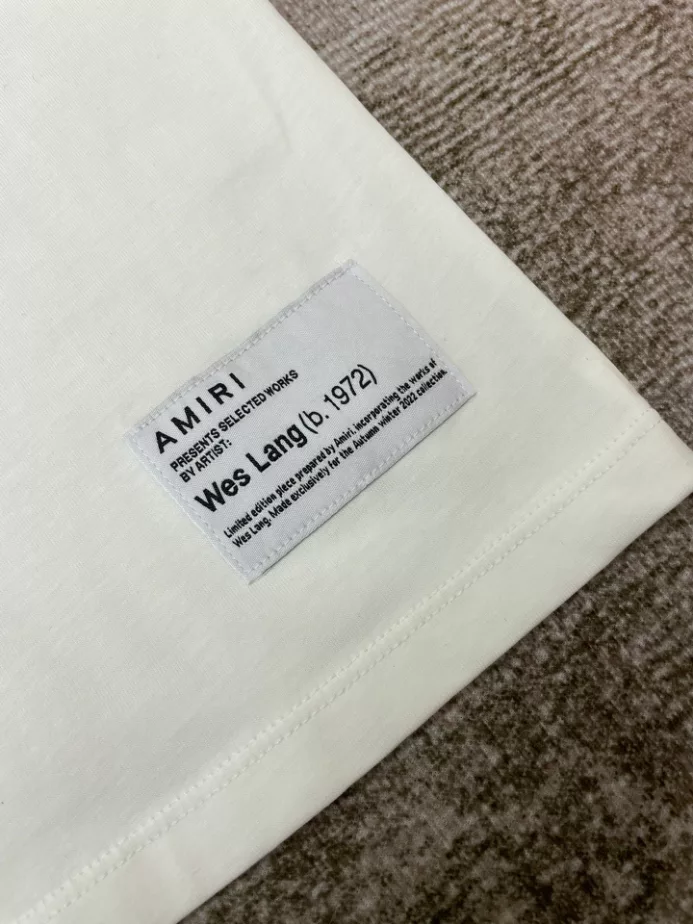 AMIRI
PRESENTS SELECTED WORKS
BY ARTIST:
Wes Lang (b. 1972)
Limited edition piece prepared by Amiri, incorporating the works of
Wes Lang. Made exclusively for the Autumn winter 2022 collection.